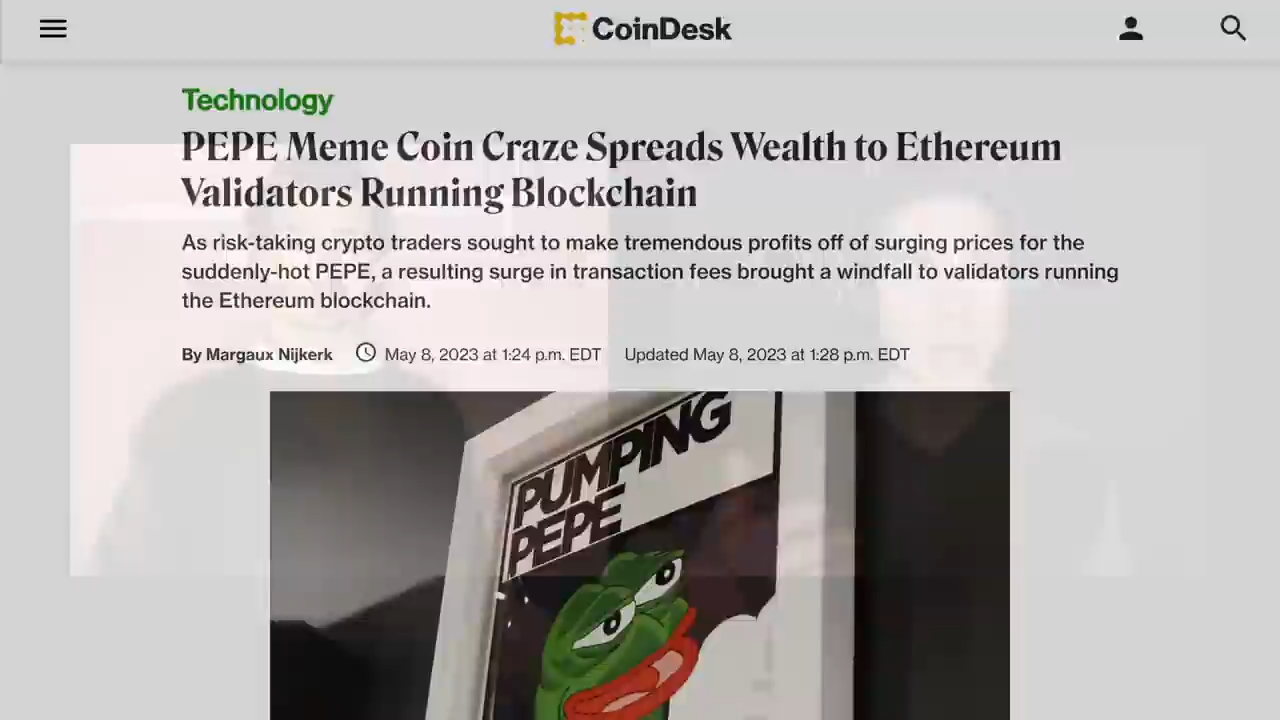 CoinDesk
Technology
PEPE Meme Coin Craze Spreads Wealth to Ethereum
Validators Running Blockchain
As risk-taking crypto traders sought to make tremendous profits off of surging prices for the
suddenly-hot PEPE, a resulting surge in transaction fees brought a windfall to validators running
the Ethereum blockchain.
By Margaux Nijkerk May 8, 2023 at 1:24 p.m. EDT Updated May 8, 2023 at 1:28 p.m. EDT
PUMPING
PEPE